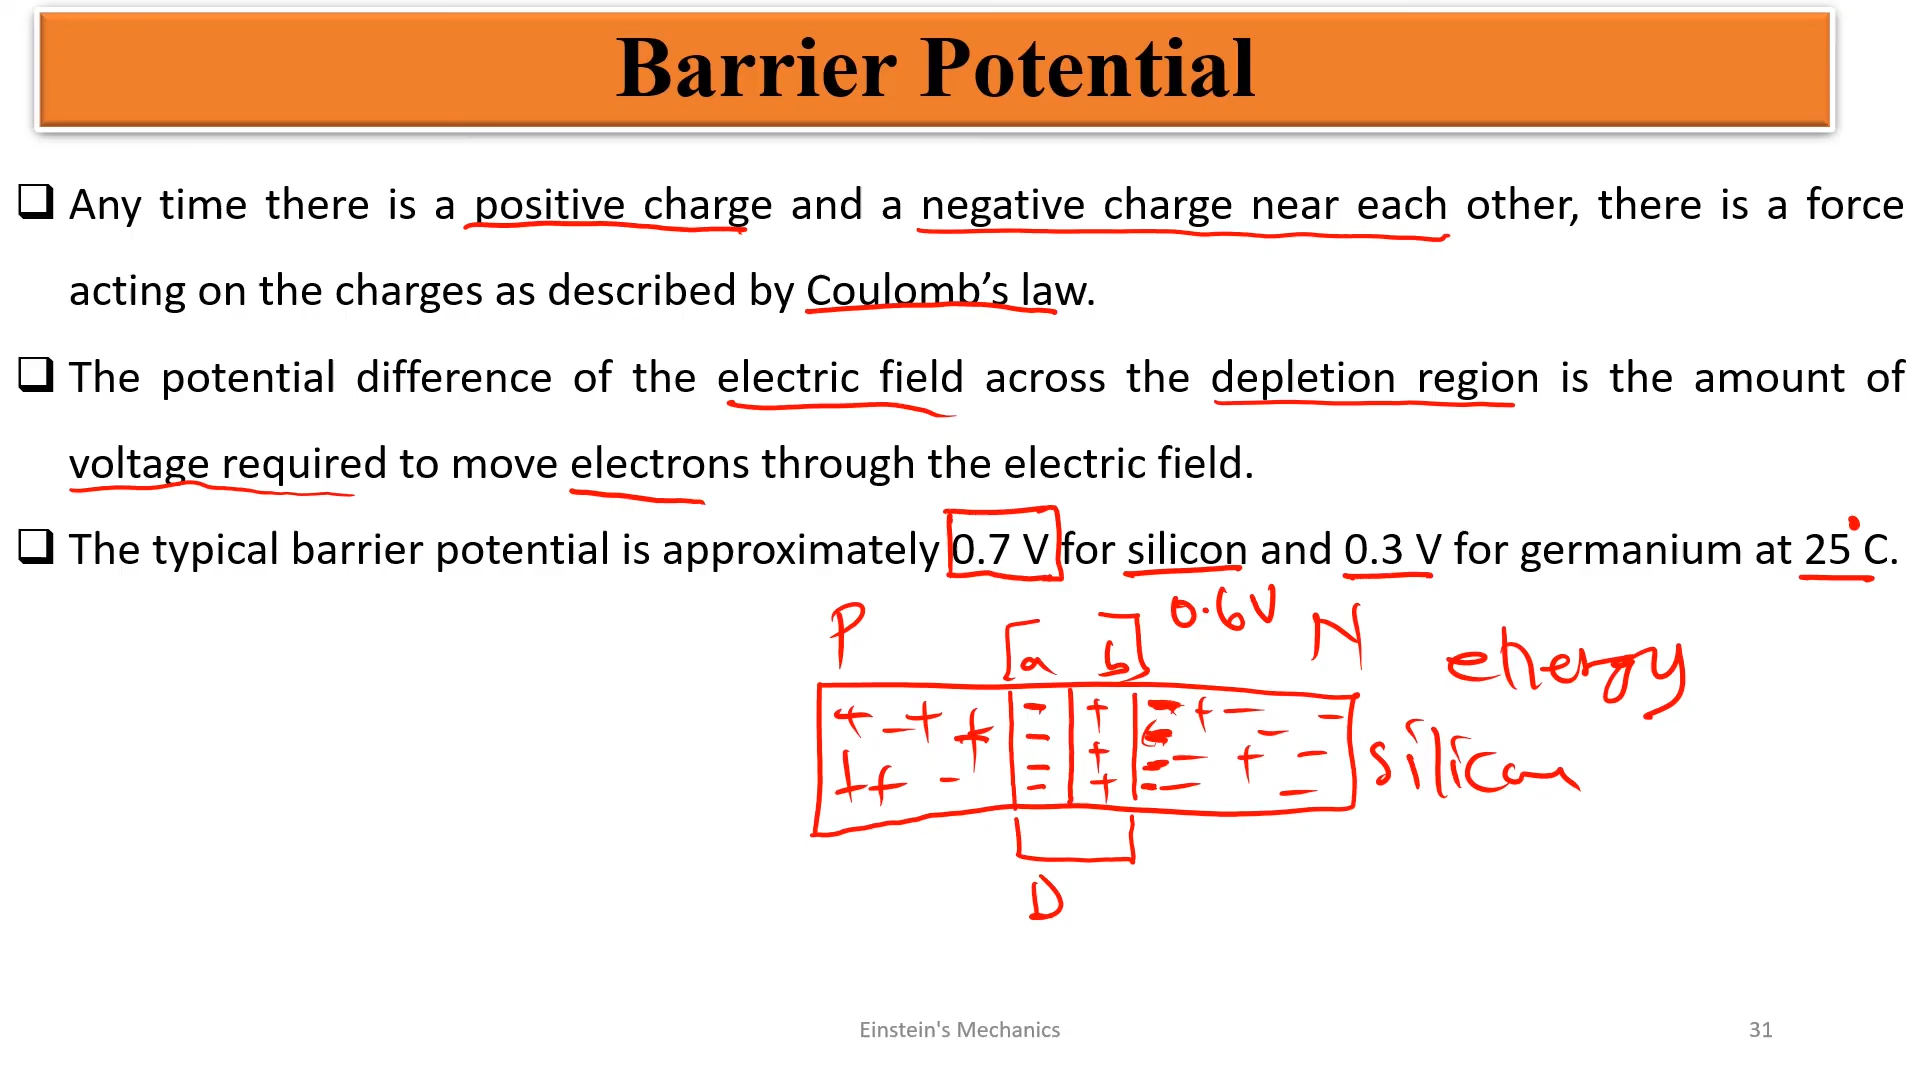 Barrier Potential
❑ Any time there is a positive charge and a negative charge near each other, there is a force
acting on the charges as described by Coulomb’s law.
❑ The potential difference of the electric field across the depletion region is the amount of
voltage required to move electrons through the electric field.
❑ The typical barrier potential is approximately 0.7 V for silicon and 0.3 V for germanium at 25°C.
P [a b] 0.6V N energy
+ - + + - + - + - -
- + - -
- + - - + - silicon
+ + - - + - - -
D
Einstein's Mechanics 31